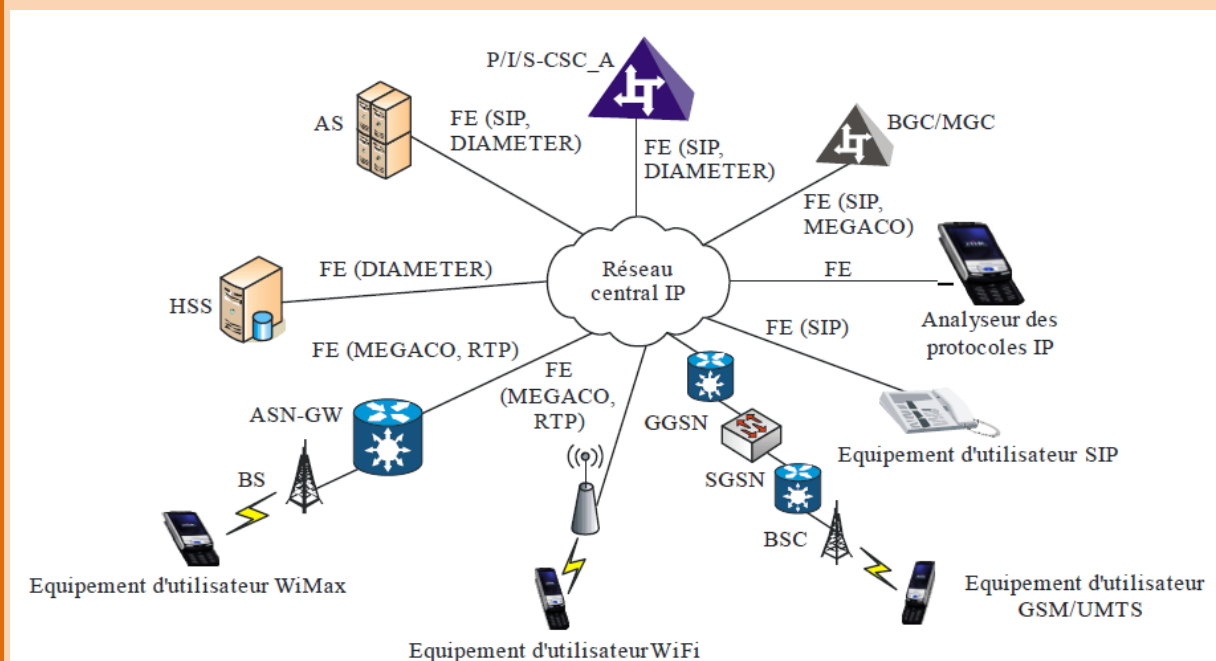 P/I/S-CSC_A
AS
FE (SIP,
DIAMETER)
FE (SIP,
DIAMETER)
BGC/MGC
FE (SIP,
MEGACO)
HSS
FE (DIAMETER)
Réseau
central IP
FE
Analyseur des
protocoles IP
FE (MEGACO, RTP)
FE
(MEGACO,
RTP)
FE (SIP)
ASN-GW
GGSN
Equipement d'utilisateur SIP
BS
SGSN
BSC
Equipement d'utilisateur WiMax
Equipement d'utilisateur
GSM/UMTS
Equipement d'utilisateur WiFi